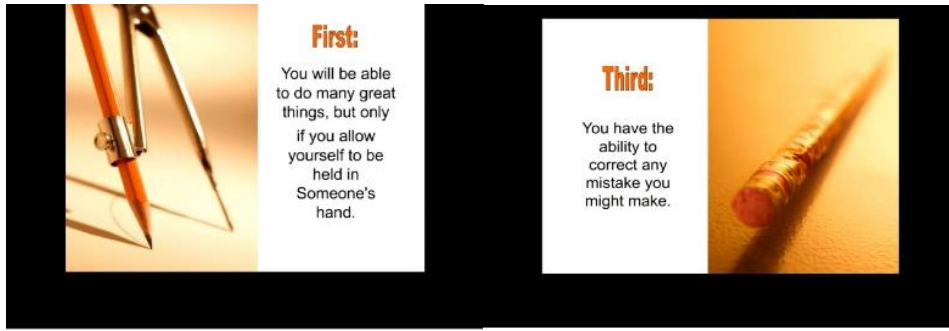 First:
You will be able
to do many great
things, but only
if you allow
yourself to be
held in
Someone's
hand.
Third:
You have the
ability to
correct any
mistake you
might make.